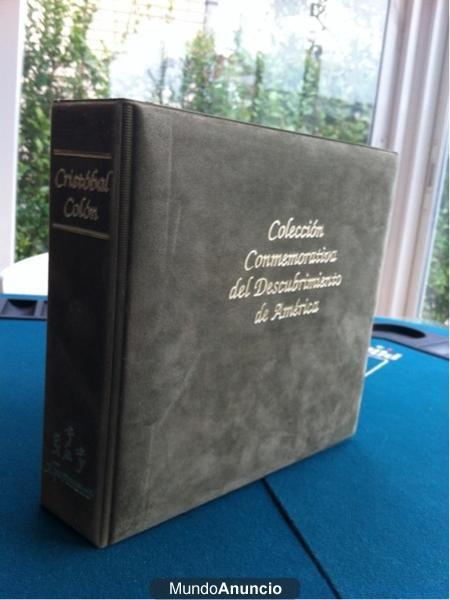 Cristóbal
Colón
Colección
Conmemorativa
del Descubrimiento
de América
MundoAnuncio